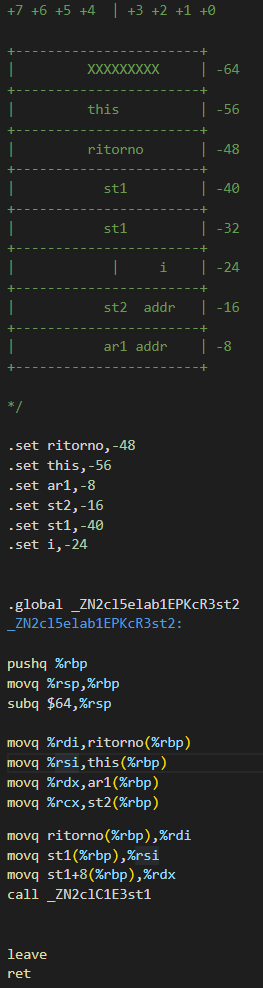 +7 +6 +5 +4  | +3 +2 +1 +0
+-----------------------+
|         XXXXXXXXX     | -64
+-----------------------+
|         this          | -56
+-----------------------+
|         ritorno       | -48
+-----------------------+
|           st1         | -40
+-----------------------+
|           st1         | -32
+-----------------------+
|            |     i    | -24
+-----------------------+
|           st2  addr   | -16
+-----------------------+
|           ar1 addr    | -8
+-----------------------+
*/
.set ritorno,-48
.set this,-56
.set ar1,-8
.set st2,-16
.set st1,-40
.set i,-24
.global _ZN2cl5elab1EPKcR3st2
_ZN2cl5elab1EPKcR3st2:
pushq %rbp
movq %rsp,%rbp
subq $64,%rsp
movq %rdi,ritorno(%rbp)
movq %rsi,this(%rbp)
movq %rdx,ar1(%rbp)
movq %rcx,st2(%rbp)
movq ritorno(%rbp),%rdi
movq st1(%rbp),%rsi
movq st1+8(%rbp),%rdx
call _ZN2clC1E3st1
leave
ret